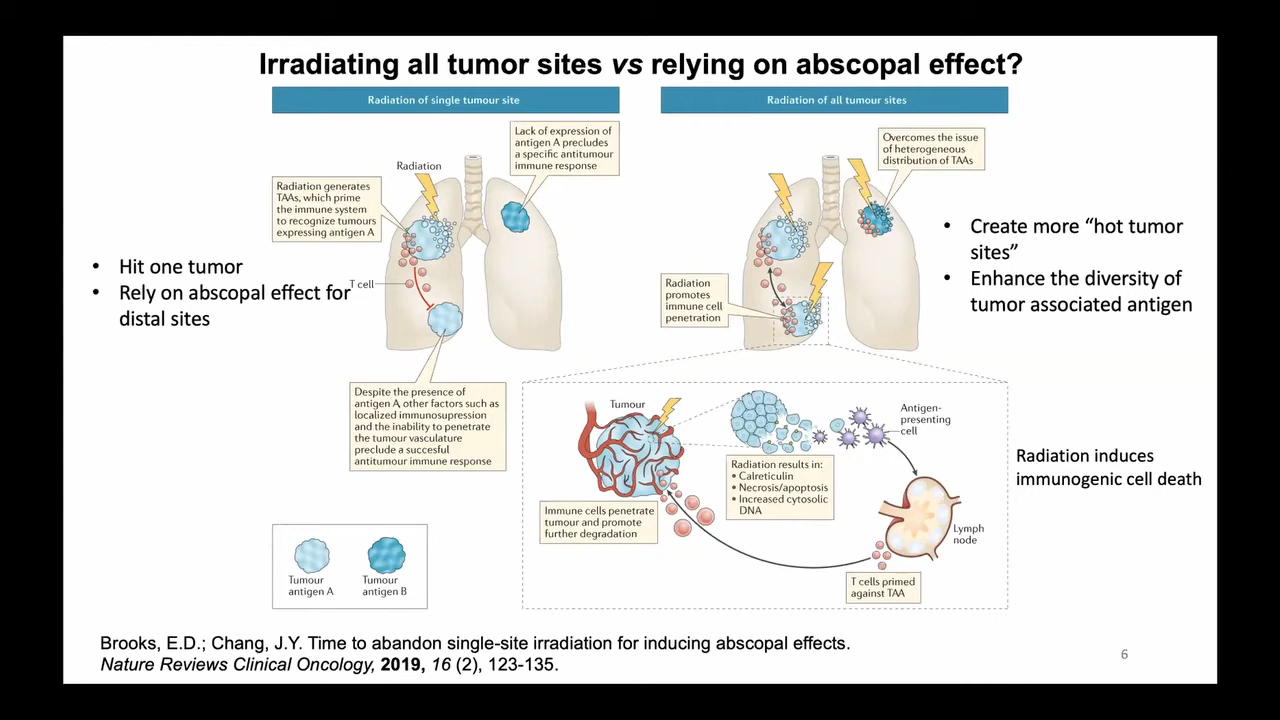 Irradiating all tumor sites vs relying on abscopal effect?
Radiation of single tumour site
Lack of expression of
antigen A precludes
a specific antitumour
immune response
Radiation
Radiation generates
TAAs, which prime
the immune system
to recognize tumours
expressing antigen A
• Hit one tumor
• Rely on abscopal effect for
distal sites
T cell
Despite the presence of
antigen A, other factors such as
localized immunosupression
and the inability to penetrate
the tumour vasculature
preclude a succesful
antitumour immune response
Radiation of all tumour sites
Overcomes the issue
of heterogeneous
distribution of TAAs
Radiation
promotes
immune cell
penetration
• Create more “hot tumor
sites”
• Enhance the diversity of
tumor associated antigen
Tumour
Antigen-
presenting
cell
Radiation results in:
• Calreticulin
• Necrosis/apoptosis
• Increased cytosolic
DNA
Immune cells penetrate
tumour and promote
further degradation
Lymph
node
T cells primed
against TAA
Radiation induces
immunogenic cell death
Tumour
antigen A
Tumour
antigen B
Brooks, E.D.; Chang, J.Y. Time to abandon single-site irradiation for inducing abscopal effects.
Nature Reviews Clinical Oncology, 2019, 16 (2), 123-135.
6